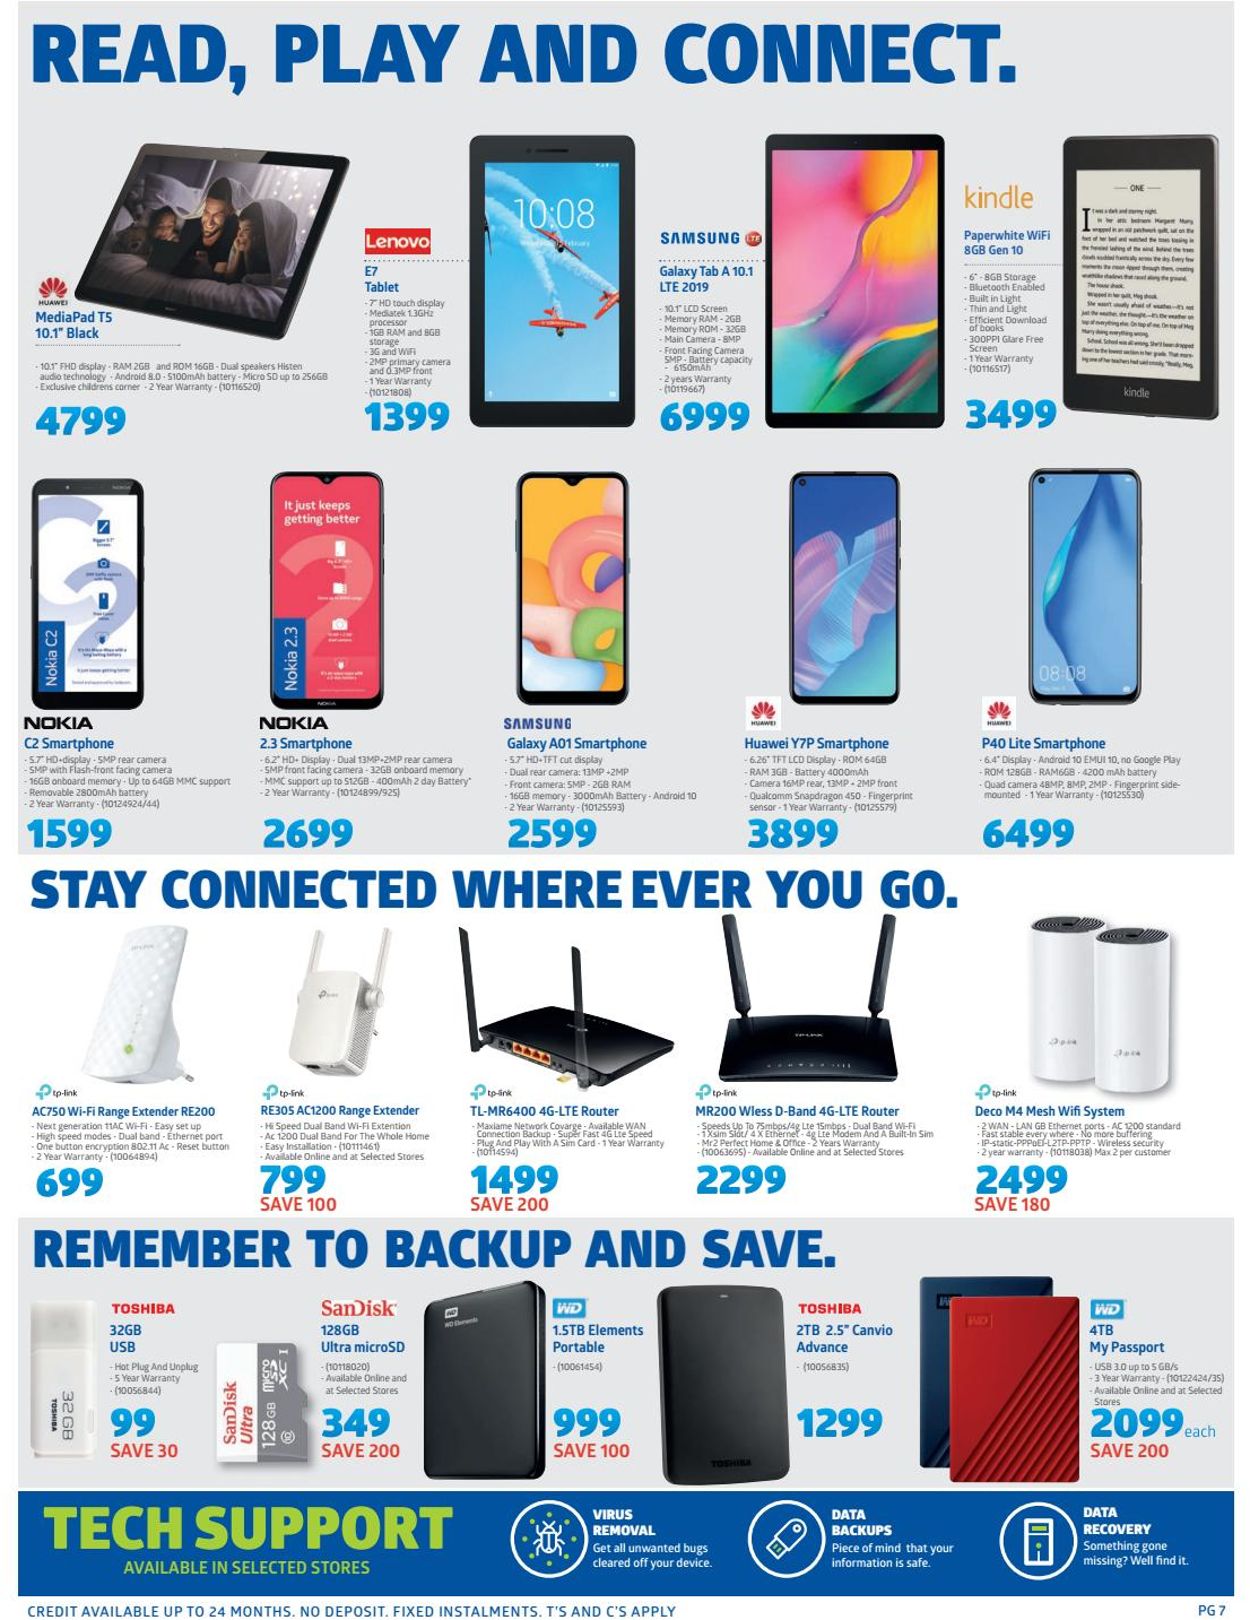 READ, PLAY AND CONNECT.
HUAWEI
MediaPad T5
10.1" Black
- 10.1" FHD display - RAM 2GB and ROM 16GB - Dual speakers Histen
audio technology - Android 8.0 - 5100mAh battery - Micro SD up to 256GB
- Exclusive childrens corner - 2 Year Warranty - (10116520)
4799
Lenovo
E7
Tablet
- 7" HD touch display
- Mediatek 1.3GHz
processor
- 1GB RAM and 8GB
storage
- 3G and WiFi
- 2MP primary camera
and 0.3MP front
- 1 Year Warranty
- (10121808)
1399
10:08
SAMSUNG LTE
Galaxy Tab A 10.1
LTE 2019
- 10.1" LCD Screen
- Memory RAM - 2GB
- Memory ROM - 32GB
- Main Camera - 8MP
- Front Facing Camera
5MP - Battery capacity
- 6150mAh
- 2 years Warranty
- (10119667)
6999
kindle
Paperwhite WiFi
8GB Gen 10
- 6" - 8GB Storage
- Bluetooth Enabled
- Built in Light
- Thin and Light
- Efficient Download
of books
- 300PPI Glare Free
Screen
- 1 Year Warranty
- (10116517)
3499
ONE
It was a dark and stormy night.
kindle
NOKIA
Nokia C2
NOKIA
C2 Smartphone
- 5.7" HD+display - 5MP rear camera
- 5MP with Flash-front facing camera
- 16GB onboard memory - Up to 64GB MMC support
- Removable 2800mAh battery
- 2 Year Warranty - (10124924/44)
1599
It just keeps
getting better
Nokia 2.3
NOKIA
NOKIA
2.3 Smartphone
- 6.2" HD+ Display - Dual 13MP+2MP rear camera
- 5MP front facing camera - 32GB onboard memory
- MMC support up to 512GB - 400mAh 2 day Battery*
- 2 Year Warranty - (10124899/925)
2699
SAMSUNG
Galaxy A01 Smartphone
- 5.7" HD+TFT cut display
- Dual rear camera: 13MP +2MP
- Front camera: 5MP - 2GB RAM
- 16GB memory - 3000mAh Battery - Android 10
- 2 Year Warranty - (10125593)
2599
HUAWEI
Huawei Y7P Smartphone
- 6.26" TFT LCD Display - ROM 64GB
- RAM 3GB - Battery 4000mAh
- Camera 16MP rear, 13MP + 2MP front
- Qualcomm Snapdragon 450 - Fingerprint
sensor - 1 Year Warranty - (10125579)
3899
08:08
HUAWEI
P40 Lite Smartphone
- 6.4" Display - Android 10 EMUI 10, no Google Play
- ROM 128GB - RAM6GB - 4200 mAh battery
- Quad camera 48MP, 8MP, 2MP - Fingerprint side-
mounted - 1 Year Warranty - (10125530)
6499
STAY CONNECTED WHERE EVER YOU GO.
tp-link
AC750 Wi-Fi Range Extender RE200
- Next generation 11AC Wi-Fi - Easy set up
- High speed modes - Dual band - Ethernet port
- One button encryption 802.11 Ac - Reset button
- 2 Year Warranty - (10064894)
699
tp-link
RE305 AC1200 Range Extender
- Hi Speed Dual Band Wi-Fi Extention
- Ac 1200 Dual Band For The Whole Home
- Easy Installation - (10111461)
- Available Online and at Selected Stores
799
SAVE 100
tp-link
TL-MR6400 4G-LTE Router
- Maxiame Network Covarge - Available WAN
Connection Backup - Super Fast 4G Lte Speed
- Plug And Play With A Sim Card - 1 Year Warranty
- (10114594)
1499
SAVE 200
TP-LINK
tp-link
MR200 Wless D-Band 4G-LTE Router
- Speeds Up To 75mbps/4g Lte 15mbps - Dual Band Wi-Fi
- 1 Xsim Slot/ 4 X Ethernet - 4g Lte Modem And A Built-In Sim
- Mr2 Perfect Home & Office - 2 Years Warranty
- (10063695) - Available Online and at Selected Stores
2299
tp-link
tp-link
tp-link
Deco M4 Mesh Wifi System
- 2 WAN - LAN GB Ethernet ports - AC 1200 standard
- Fast stable every where - No more buffering
- IP-static-PPPoEI-L2TP-PPTP - Wireless security
- 2 year warranty - (10118038) Max 2 per customer
2499
SAVE 180
REMEMBER TO BACKUP AND SAVE.
32GB
TOSHIBA
TOSHIBA
32GB
USB
- Hot Plug And Unplug
- 5 Year Warranty
- (10056844)
99
SAVE 30
SanDisk
Ultra
128GB
micro
SD
XC I
SanDisk
128GB
Ultra microSD
- (10118020)
- Available Online and
at Selected Stores
349
SAVE 200
WD
WD Elements
WD
1.5TB Elements
Portable
- (10061454)
999
SAVE 100
TOSHIBA
TOSHIBA
2TB 2.5" Canvio
Advance
- (10056835)
1299
WD
WD
WD
4TB
My Passport
- USB 3.0 up to 5 GB/s
- 3 Year Warranty - (10122424/35)
- Available Online and at Selected
Stores
2099 each
SAVE 200
TECH SUPPORT
AVAILABLE IN SELECTED STORES
VIRUS
REMOVAL
Get all unwanted bugs
cleared off your device.
DATA
BACKUPS
Piece of mind that your
information is safe.
DATA
RECOVERY
Something gone
missing? Well find it.
CREDIT AVAILABLE UP TO 24 MONTHS. NO DEPOSIT. FIXED INSTALMENTS. T'S AND C'S APPLY
PG 7